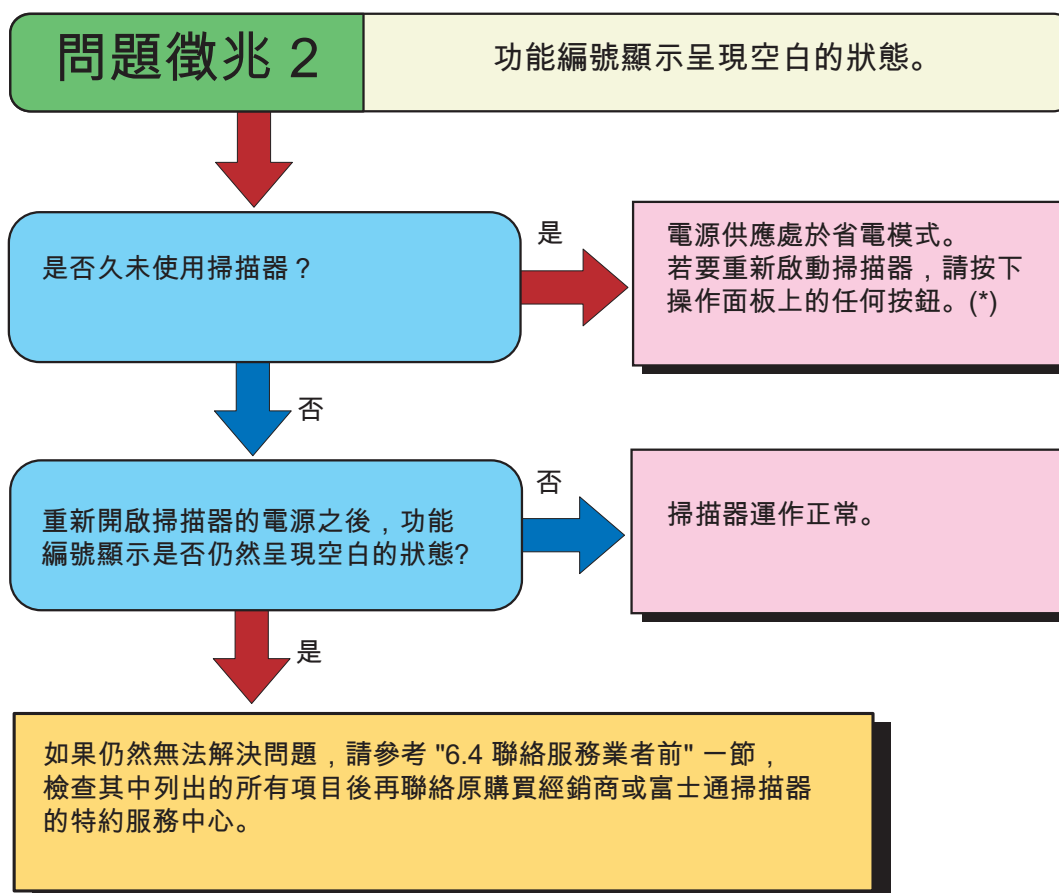 問題徵兆 2
功能編號顯示呈現空白的狀態。
是否久未使用掃描器？
是
電源供應處於省電模式。
若要重新啟動掃描器，請按下
操作面板上的任何按鈕。(*)
否
重新開啟掃描器的電源之後，功能
編號顯示是否仍然呈現空白的狀態?
否
掃描器運作正常。
是
如果仍然無法解決問題，請參考 "6.4 聯絡服務業者前" 一節，
檢查其中列出的所有項目後再聯絡原購買經銷商或富士通掃描器
的特約服務中心。